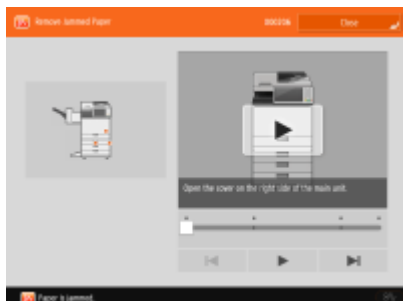 Remove Jammed Paper
Close
Open the cover on the right side of the main unit.
Paper is jammed.